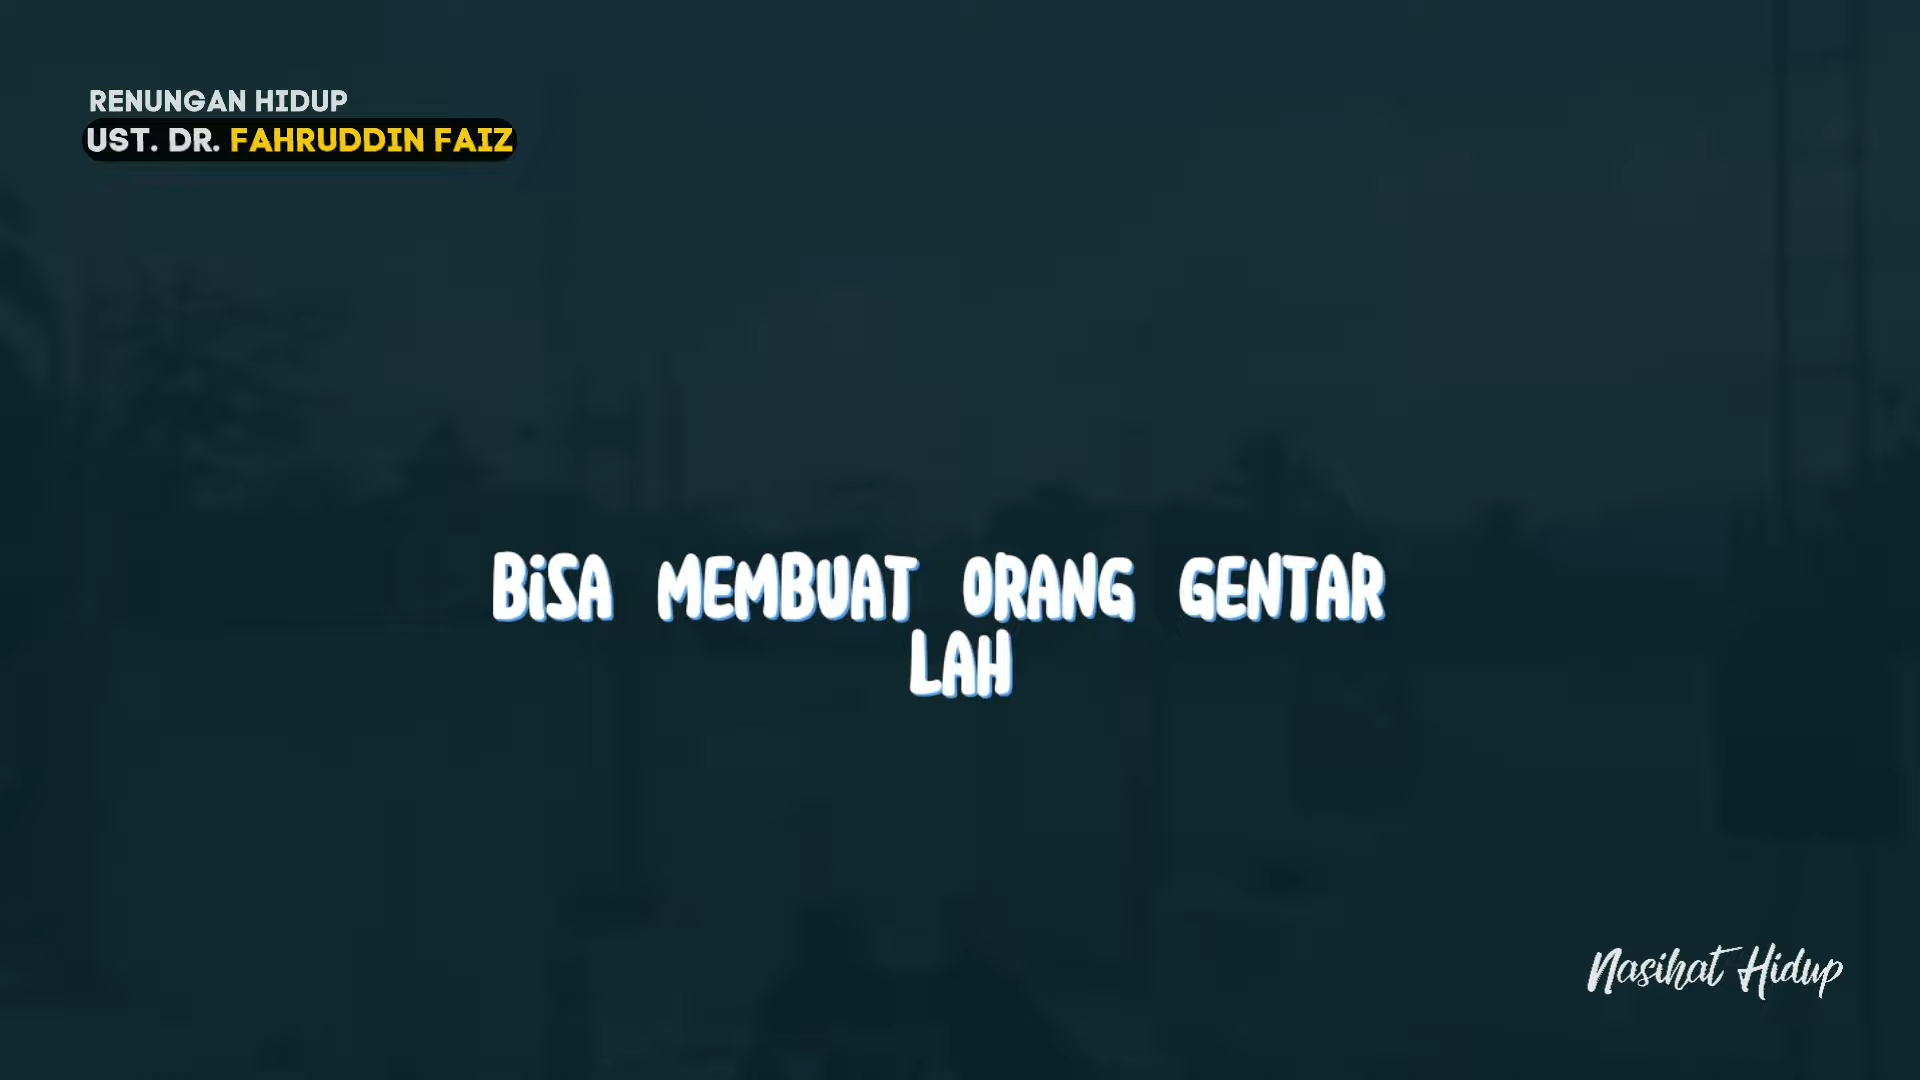 RENUNGAN HIDUP
UST. DR. FAHRUDDIN FAIZ
BiSA MEMBUAT ORANG GENTAR
LAH
Nasihat Hidup